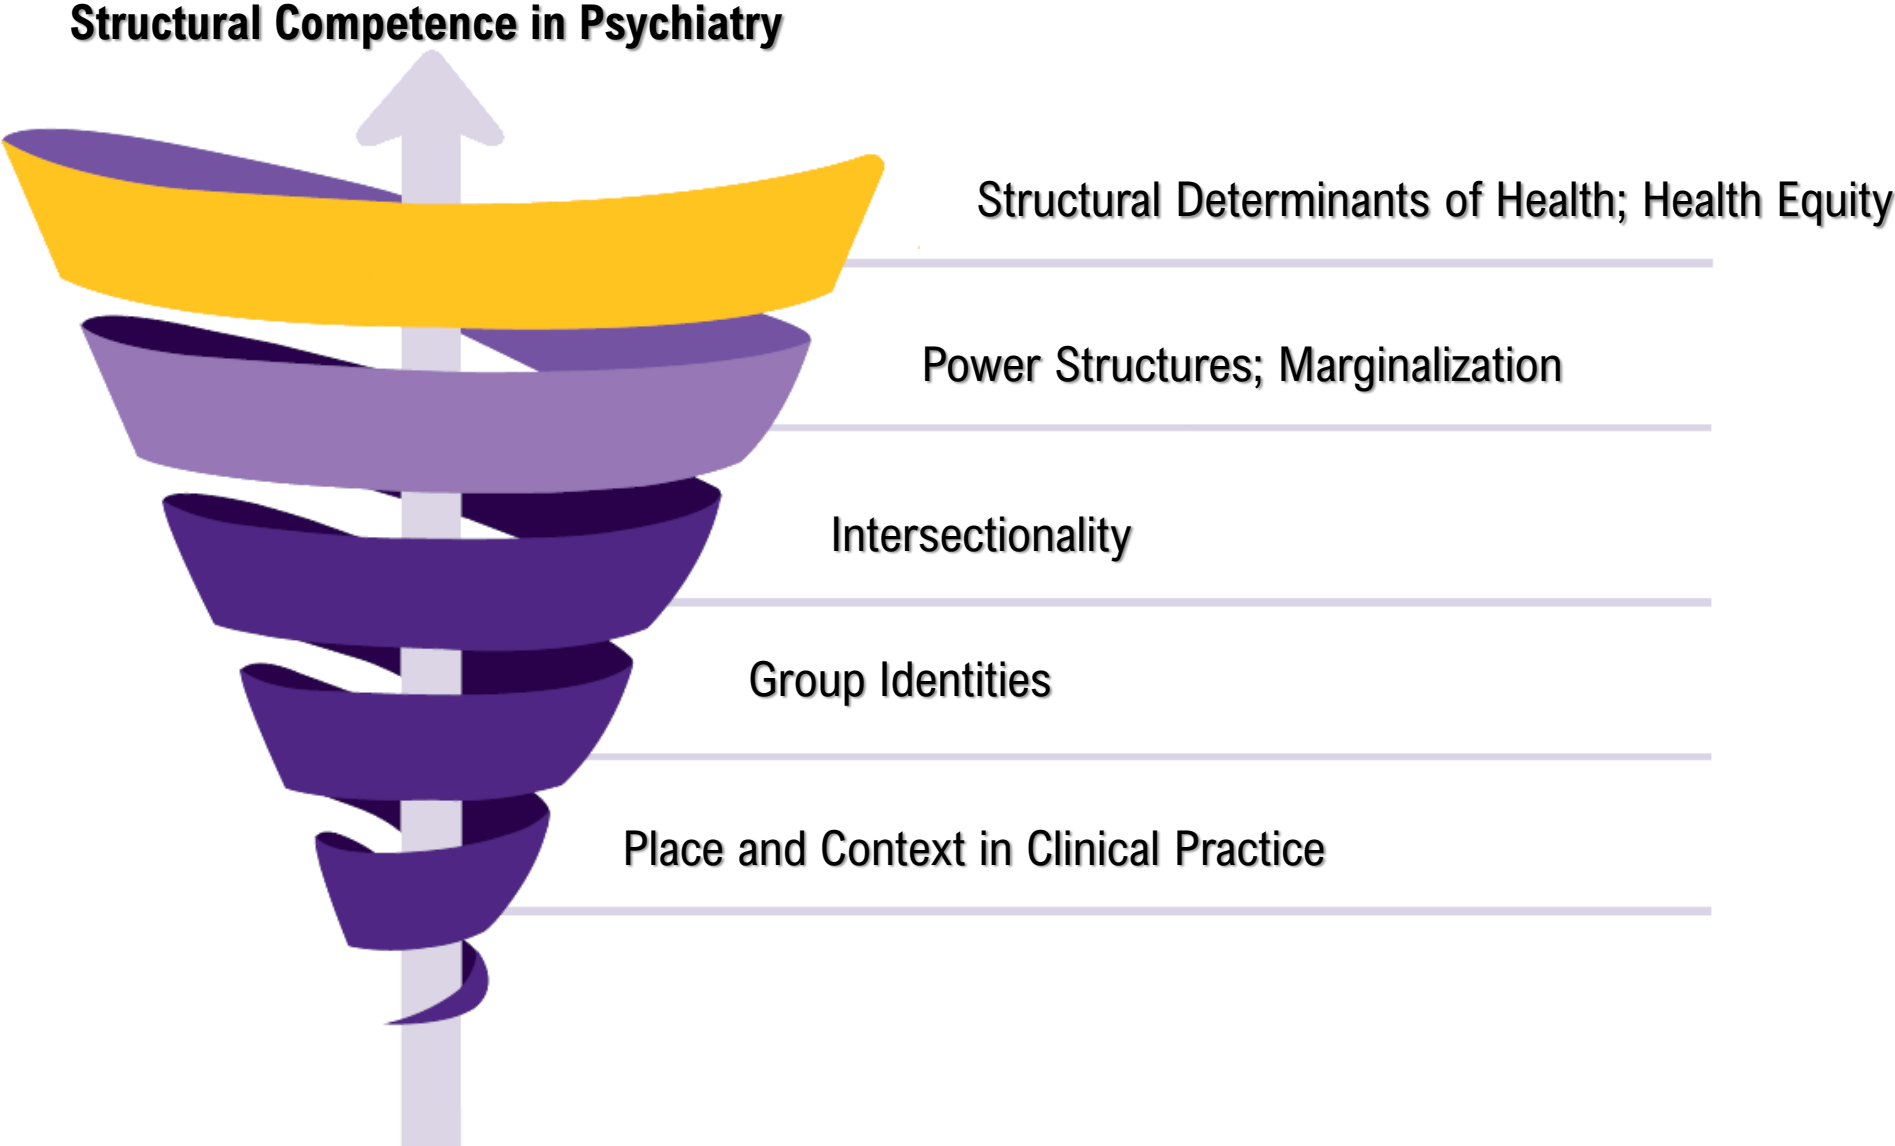 Structural Competence in Psychiatry
Structural Determinants of Health; Health Equity
Power Structures; Marginalization
Intersectionality
Group Identities
Place and Context in Clinical Practice